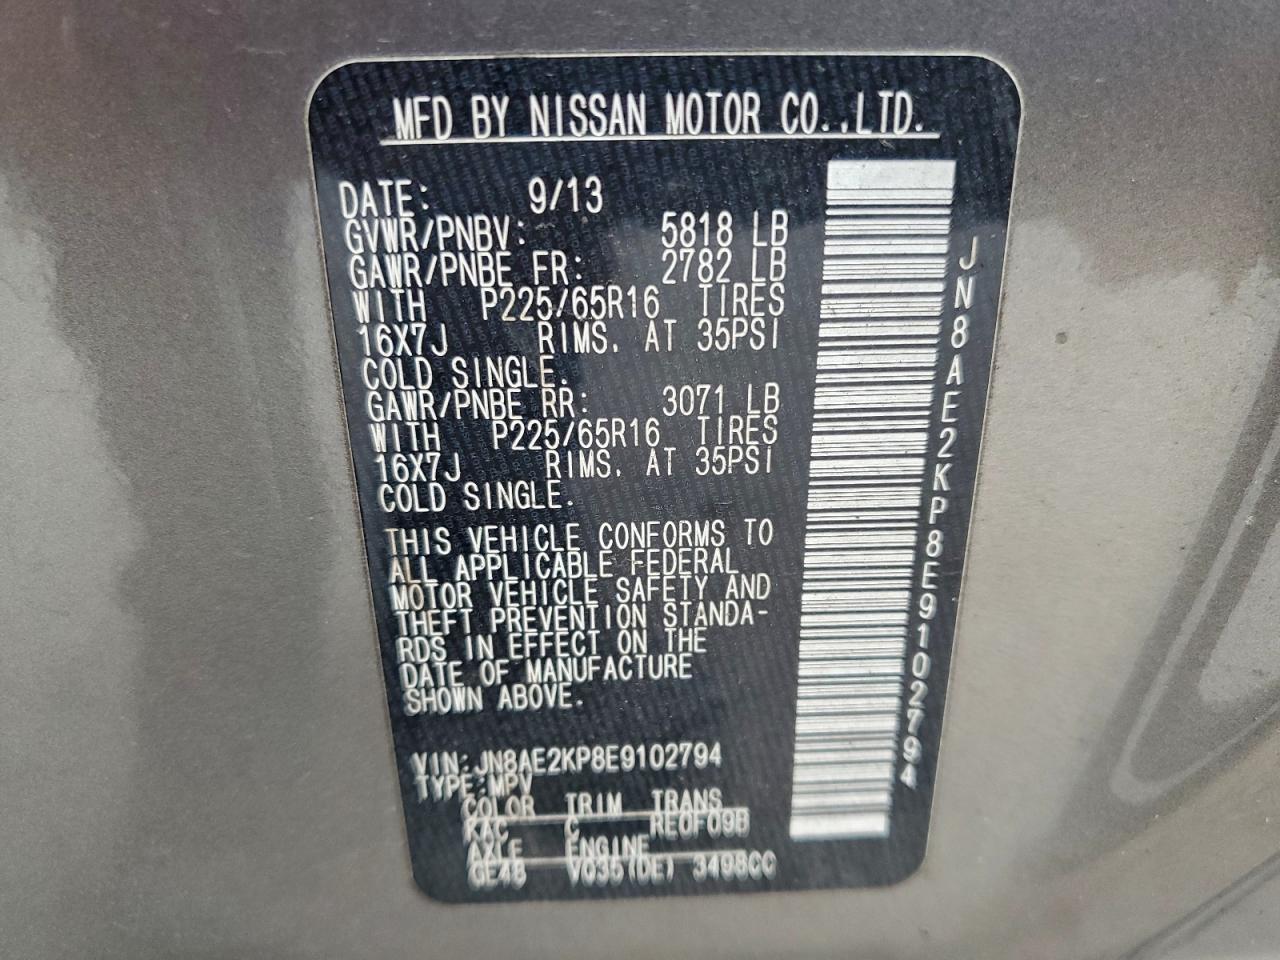 MFD BY NISSAN MOTOR CO.,LTD.
DATE: 9/13
GVWR/PNBV: 5818 LB
GAWR/PNBE FR: 2782 LB
WITH P225/65R16 TIRES
16X7J RIMS. AT 35PSI
COLD SINGLE.
GAWR/PNBE RR: 3071 LB
WITH P225/65R16 TIRES
16X7J RIMS. AT 35PSI
COLD SINGLE.
THIS VEHICLE CONFORMS TO
ALL APPLICABLE FEDERAL
MOTOR VEHICLE SAFETY AND
THEFT PREVENTION STANDA-
RDS IN EFFECT ON THE
DATE OF MANUFACTURE
SHOWN ABOVE.
VIN:JN8AE2KP8E9102794
TYPE:MPV
COLOR TRIM TRANS
KAC C RE0F09B
AXLE ENGINE
GE48 VQ35(DE) 3498CC
JN8AE2KP8E9102794